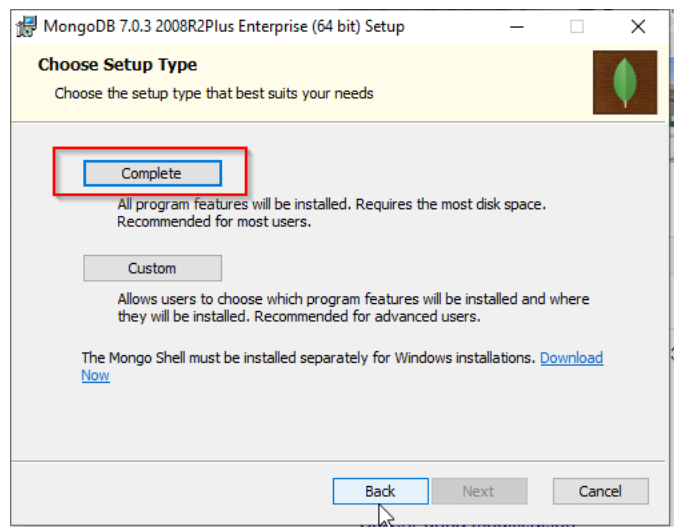 MongoDB 7.0.3 2008R2Plus Enterprise (64 bit) Setup
Choose Setup Type
Choose the setup type that best suits your needs
Complete
All program features will be installed. Requires the most disk space.
Recommended for most users.
Custom
Allows users to choose which program features will be installed and where
they will be installed. Recommended for advanced users.
The Mongo Shell must be installed separately for Windows installations. Download
Now
Back Next Cancel